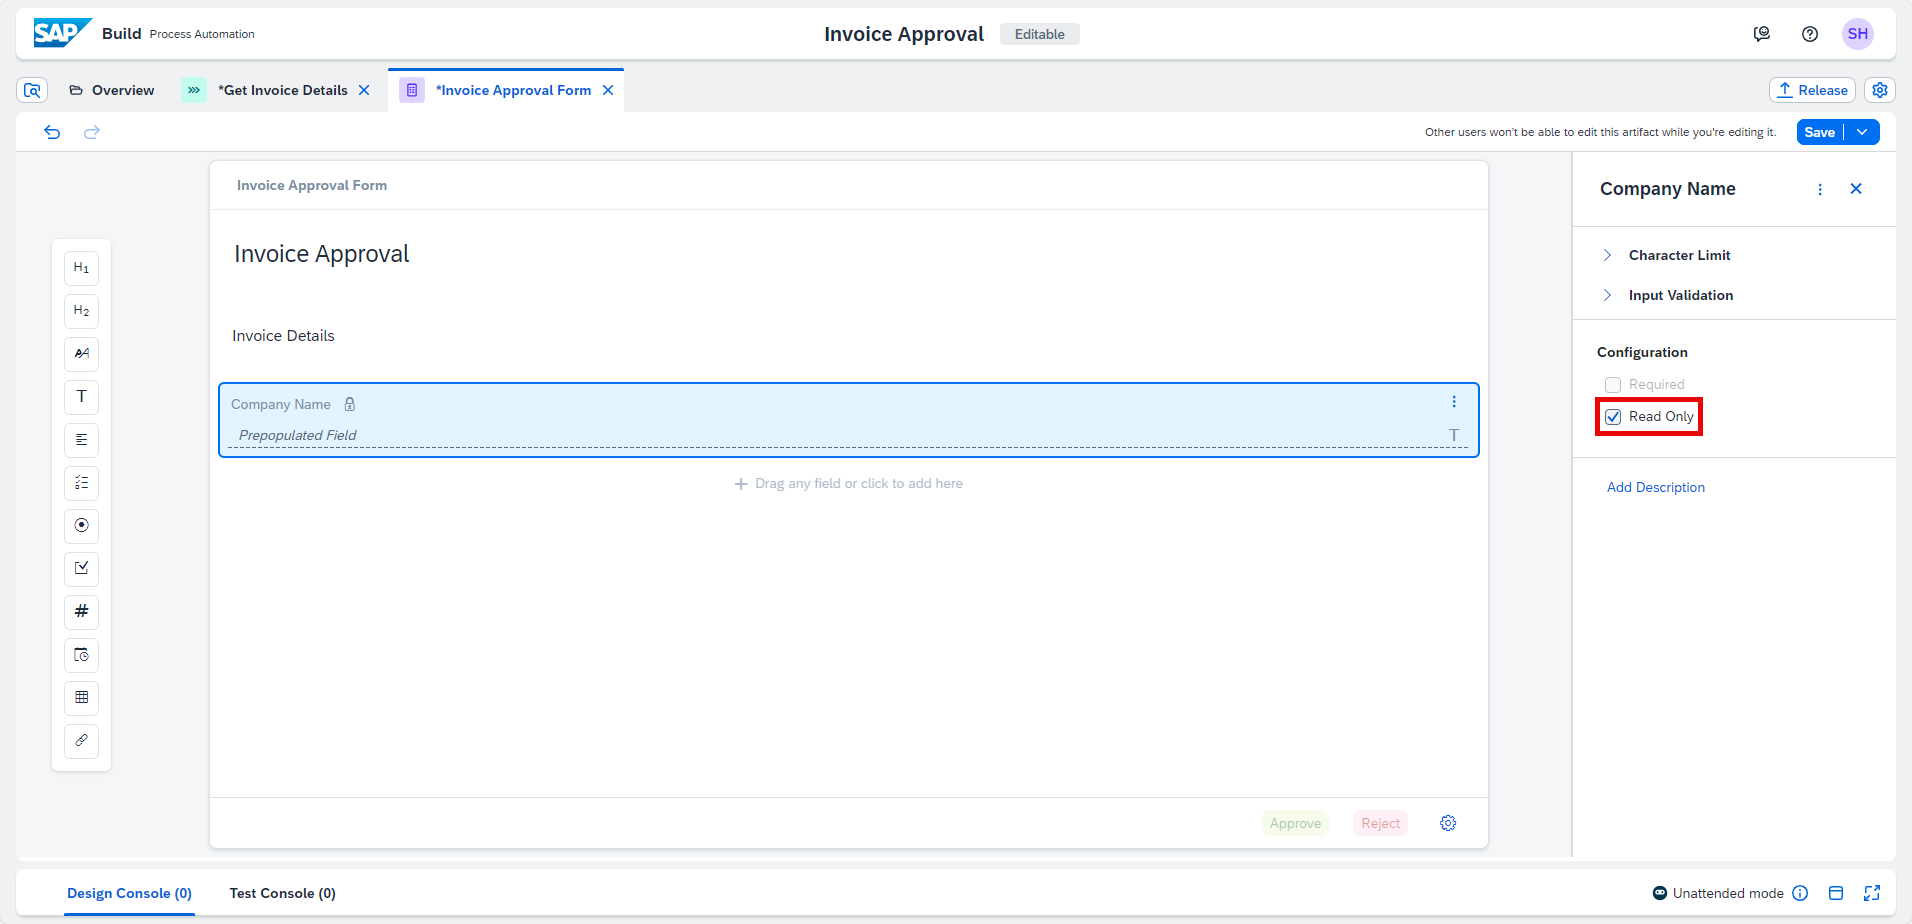 SAP Build Process Automation
Invoice Approval Editable
SH
Overview
*Get Invoice Details
*Invoice Approval Form
Release
Other users won't be able to edit this artifact while you're editing it.
Save
Invoice Approval Form
Company Name
Invoice Approval
Character Limit
H1
Input Validation
H2
Invoice Details
Configuration
AA
Required
T
Company Name
Read Only
Prepopulated Field
T
Drag any field or click to add here
Add Description
#
Approve
Reject
Design Console (0)
Test Console (0)
Unattended mode